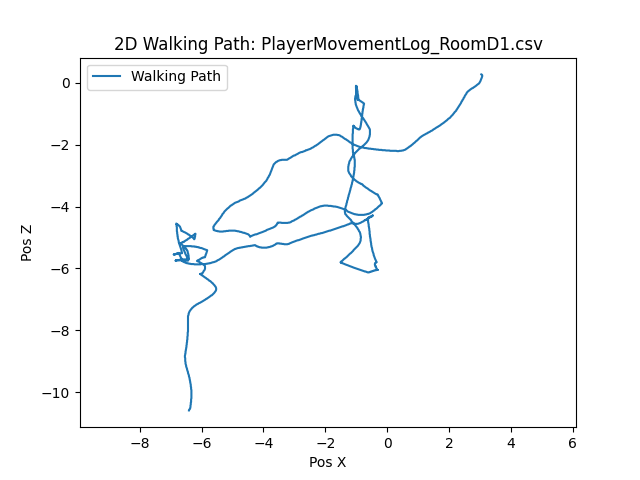 2D Walking Path: PlayerMovementLog_RoomD1.csv
Walking Path
0
−2
−4
−6
−8
−10
Pos Z
−8 −6 −4 −2 0 2 4 6
Pos X